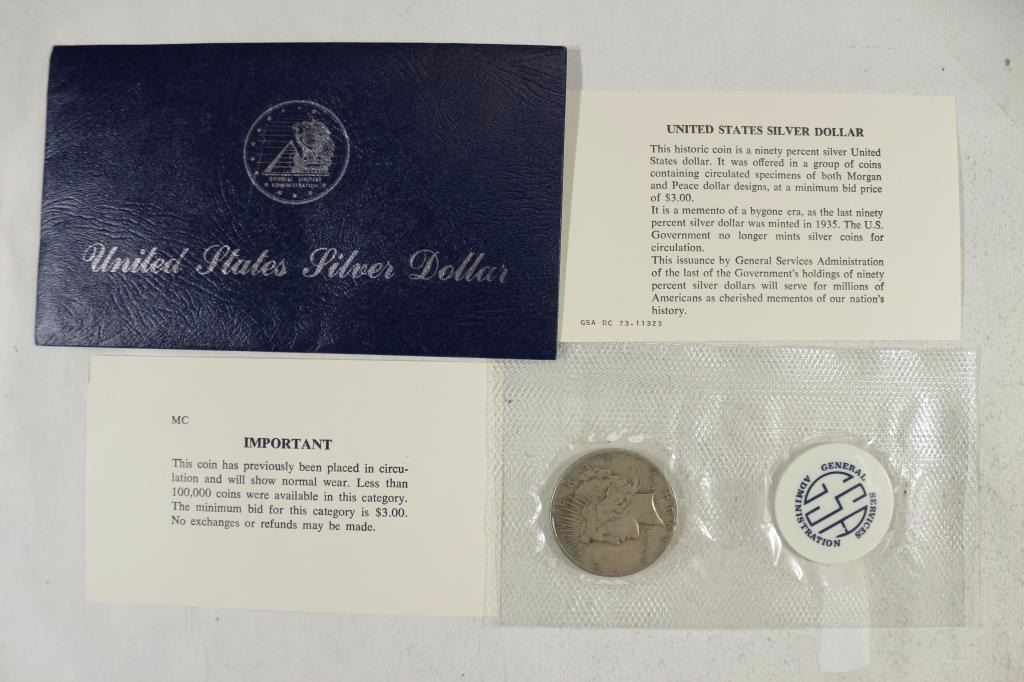 GENERAL SERVICES
ADMINISTRATION
United States Silver Dollar
UNITED STATES SILVER DOLLAR
This historic coin is a ninety percent silver United
States dollar. It was offered in a group of coins
containing circulated specimens of both Morgan
and Peace dollar designs, at a minimum bid price
of $3.00.
It is a memento of a bygone era, as the last ninety
percent silver dollar was minted in 1935. The U.S.
Government no longer mints silver coins for
circulation.
This issuance by General Services Administration
of the last of the Government's holdings of ninety
percent silver dollars will serve for millions of
Americans as cherished mementos of our nation's
history.
GSA DC 73.11323
MC
IMPORTANT
This coin has previously been placed in circu-
lation and will show normal wear. Less than
100,000 coins were available in this category.
The minimum bid for this category is $3.00.
No exchanges or refunds may be made.
GENERAL
SERVICES
ADMINISTRATION
GSA